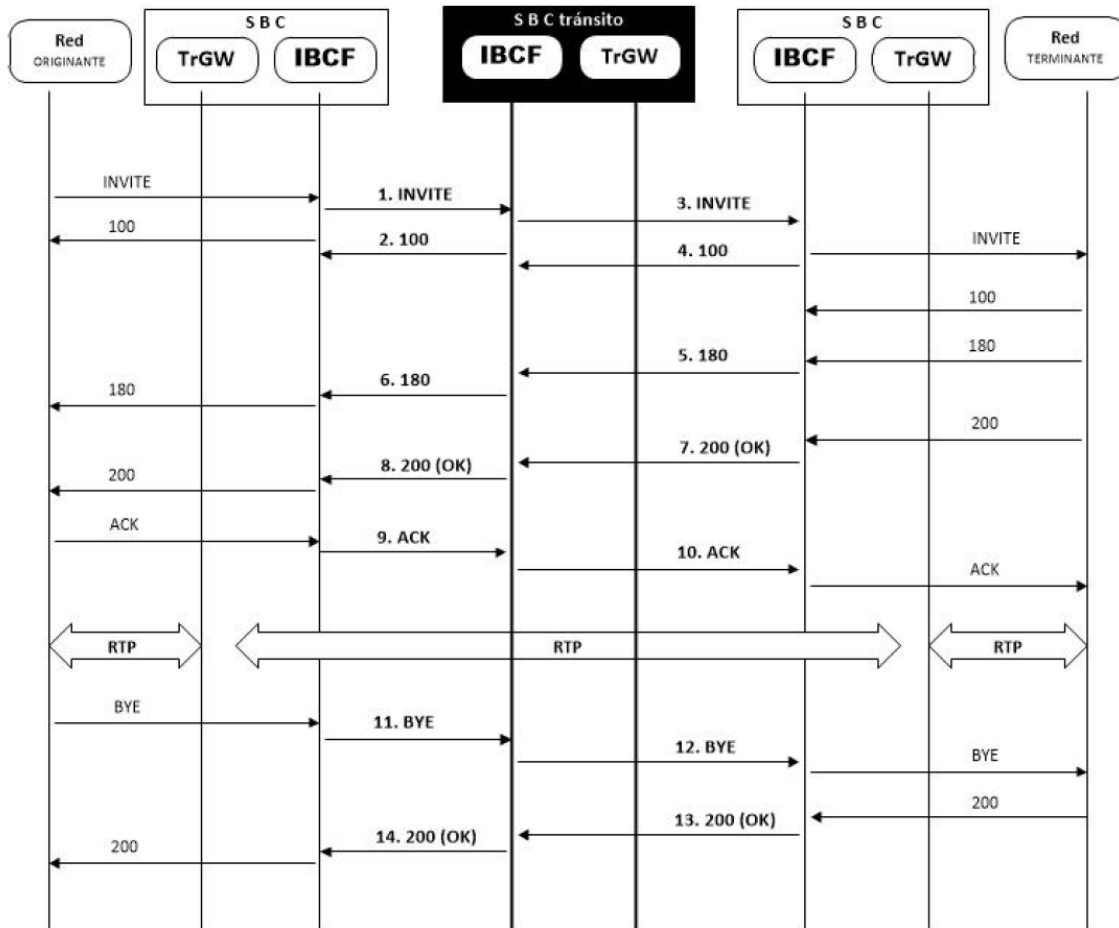 S B C
S B C tránsito
S B C
Red
ORIGINANTE
TrGW
IBCF
IBCF
TrGW
IBCF
TrGW
Red
TERMINANTE
INVITE
1. INVITE
3. INVITE
100
2. 100
4. 100
INVITE
100
5. 180
180
6. 180
180
200
7. 200 (OK)
8. 200 (OK)
200
ACK
9. ACK
10. ACK
ACK
RTP
RTP
RTP
BYE
11. BYE
12. BYE
BYE
200
13. 200 (OK)
14. 200 (OK)
200